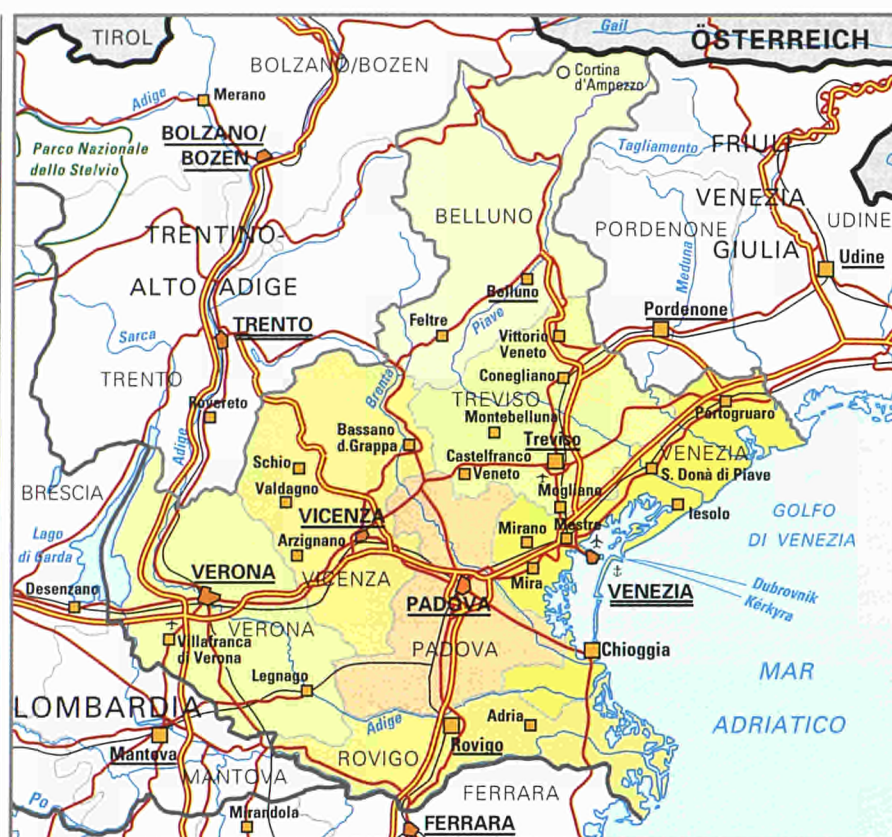 Gail
TIROL
ÖSTERREICH
BOLZANO/BOZEN
Cortina
d'Ampezzo
Adige
Merano
BOLZANO/
BOZEN
Parco Nazionale
dello Stelvio
Tagliamento
FRIULI
VENEZIA
GIULIA
UDINE
Udine
BELLUNO
PORDENONE
Meduna
TRENTINO-
ALTO ADIGE
Belluno
Pordenone
Feltre
Piave
TRENTO
Sarca
Vittorio
Veneto
Conegliano
TRENTO
Brenta
TREVISO
Rovereto
Portogruaro
Montebelluna
Bassano
d.Grappa
Treviso
Adige
Castelfranco
Veneto
VENEZIA
S. Donà di Piave
Schio
Valdagno
Mogliano
BRESCIA
VICENZA
Iesolo
GOLFO
DI VENEZIA
Mirano
Mestre
Lago
di Garda
Arzignano
VICENZA
Mira
Desenzano
VERONA
PADOVA
VENEZIA
Dubrovnik
Kérkyra
VERONA
Villafranca
di Verona
PADOVA
Chioggia
Legnago
MAR
ADRIATICO
LOMBARDIA
Adige
Adria
Mantova
Rovigo
ROVIGO
MANTOVA
FERRARA
Po
Mirandola
FERRARA